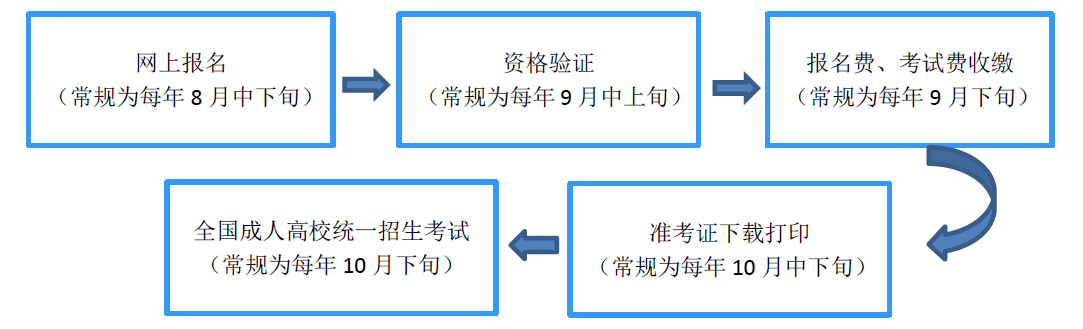 网上报名
（常规为每年 8 月中下旬）
资格验证
（常规为每年 9 月中上旬）
报名费、考试费收缴
（常规为每年 9 月下旬）
准考证下载打印
（常规为每年 10 月中下旬）
全国成人高校统一招生考试
（常规为每年 10 月下旬）